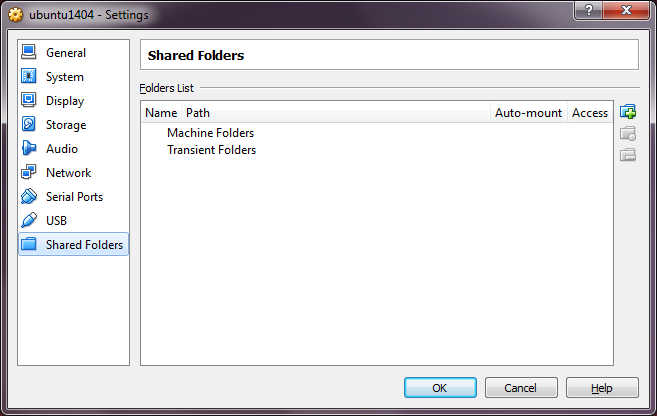 ubuntu1404 - Settings
?
General
System
Display
Storage
Audio
Network
Serial Ports
USB
Shared Folders
Shared Folders
Folders List
Name Path Auto-mount Access
Machine Folders
Transient Folders
OK Cancel Help